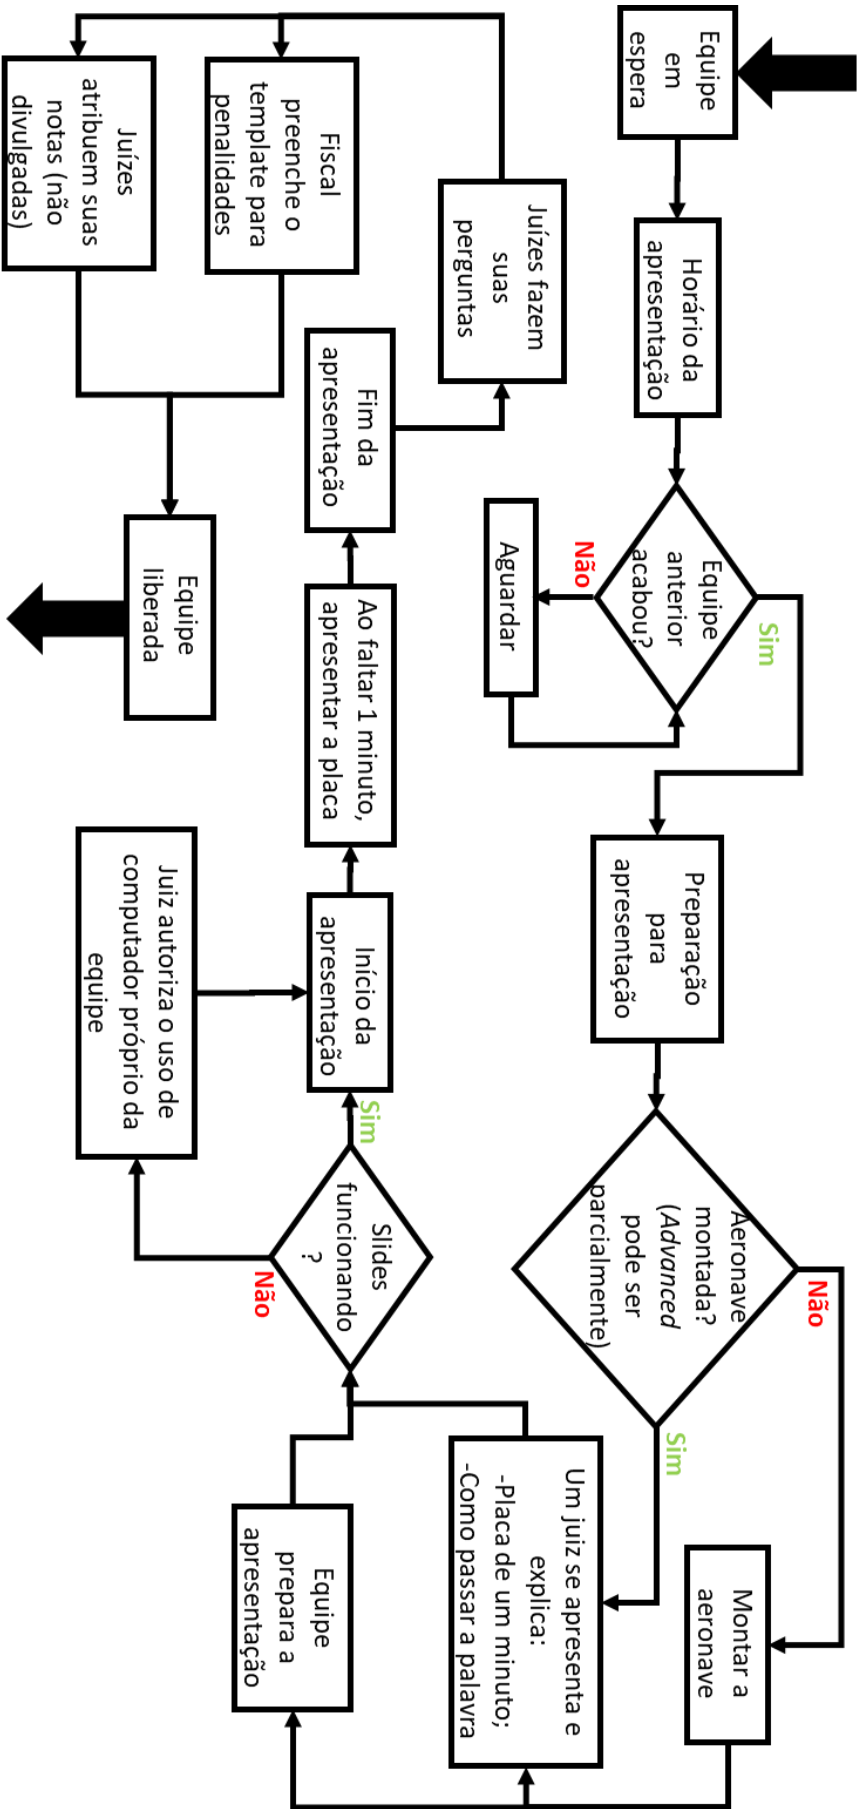 Equipe
em
espera
Horário da
apresentação
Equipe
anterior
acabou?
Sim
Não
Aguardar
Preparação
para
apresentação
Aeronave
montada?
(Advanced
pode ser
parcialmente)
Não
Sim
Montar a
aeronave
Um juiz se apresenta e
explica:
-Placa de um minuto;
-Como passar a palavra
Equipe
prepara a
apresentação
Slides
funcionando
?
Sim
Não
Juiz autoriza o uso de
computador próprio da
equipe
Início da
apresentação
Ao faltar 1 minuto,
apresentar a placa
Fim da
apresentação
Juízes fazem
suas
perguntas
Fiscal
preenche o
template para
penalidades
Juízes
atribuem suas
notas (não
divulgadas)
Equipe
liberada